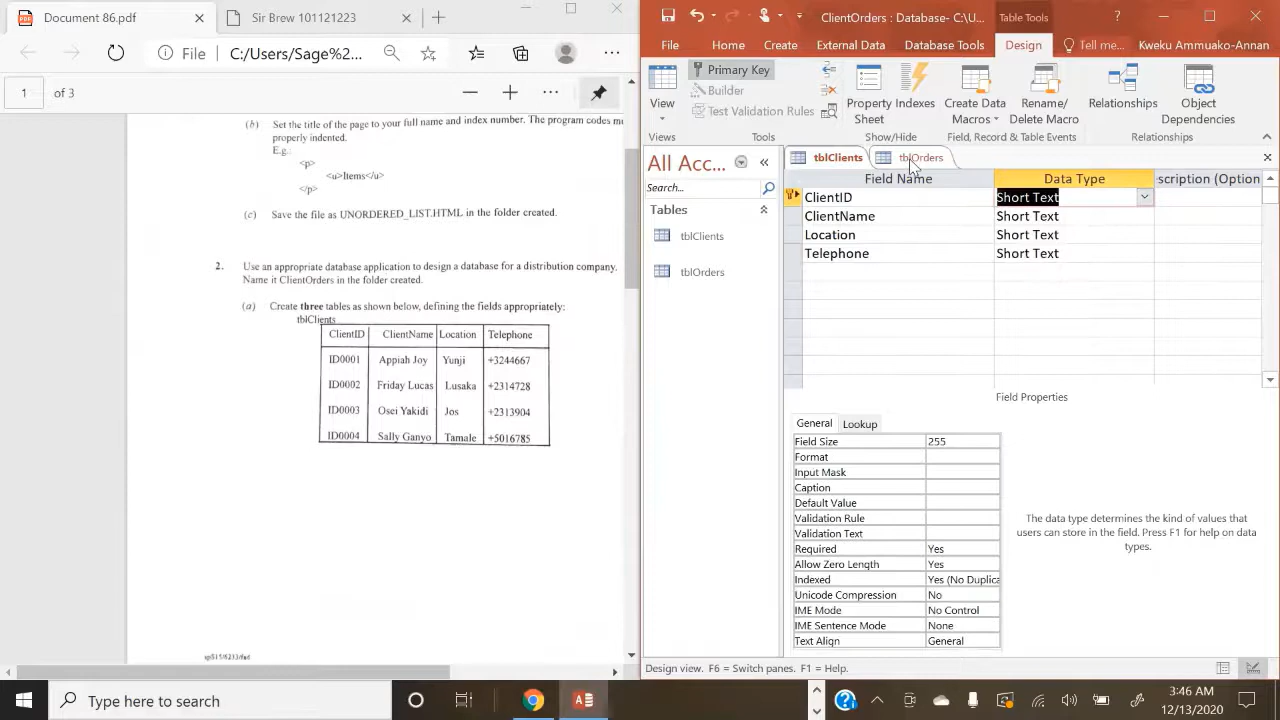 Document 86.pdf
Sir Brew 101121223
File
C:/Users/Sage%2...
1
of 3
(b) Set the title of the page to your full name and index number. The program codes m
properly indented.
E.g.
<p>
<u>Items</u>
</p>
(c) Save the file as UNORDERED_LIST.HTML in the folder created.
2. Use an appropriate database application to design a database for a distribution company.
Name it ClientOrders in the folder created.
(a) Create three tables as shown below, defining the fields appropriately:
tblClients
ClientID ClientName Location Telephone
ID0001 Appiah Joy Yunji +3244667
ID0002 Friday Lucas Lusaka +2314728
ID0003 Osei Yakidi Jos +2313904
ID0004 Sally Ganyo Tamale +5016785
ClientOrders : Database- C:\U...
Table Tools
File
Home
Create
External Data
Database Tools
Design
Tell me...
Kweku Ammuako-Annan
View
Views
Primary Key
Builder
Test Validation Rules
Tools
Property Sheet
Indexes
Show/Hide
Create Data Macros
Rename/ Delete Macro
Field, Record & Table Events
Relationships
Object Dependencies
Relationships
All Acc...
Search...
Tables
tblClients
tblOrders
tblClients
tblOrders
Field Name Data Type scription (Option
ClientID Short Text
ClientName Short Text
Location Short Text
Telephone Short Text
Field Properties
General
Lookup
Field Size 255
Format
Input Mask
Caption
Default Value
Validation Rule
Validation Text
Required Yes
Allow Zero Length Yes
Indexed Yes (No Duplica
Unicode Compression No
IME Mode No Control
IME Sentence Mode None
Text Align General
The data type determines the kind of values that
users can store in the field. Press F1 for help on data
types.
Design view. F6 = Switch panes. F1 = Help.
Type here to search
3:46 AM
12/13/2020